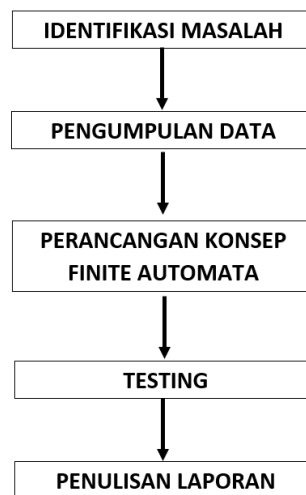 IDENTIFIKASI MASALAH
PENGUMPULAN DATA
PERANCANGAN KONSEP
FINITE AUTOMATA
TESTING
PENULISAN LAPORAN